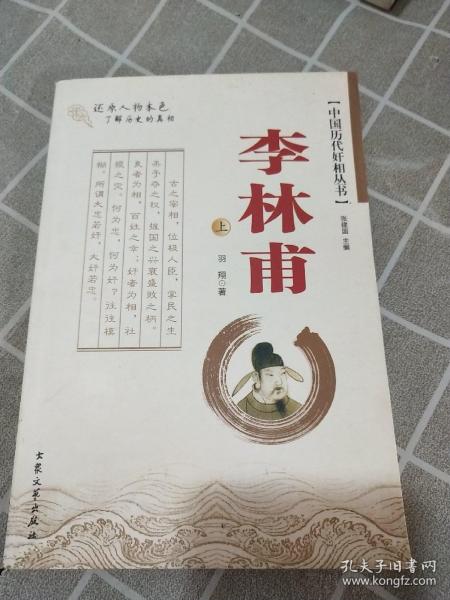 还原人物本色
了解历史的真相
【中国历代奸相丛书】
张建国 主编
李林甫
上
羽翔◎著
古之宰相，位极人臣，掌民之生
杀予夺之权，雄国之兴衰盛败之柄。
良者为相，百姓之幸；奸者为相，社
稷之灾。何为忠，何为奸？往往模
糊。所谓大忠若奸，大奸若忠。
大众文艺出版社
孔夫子旧书网
www.kongfz.com